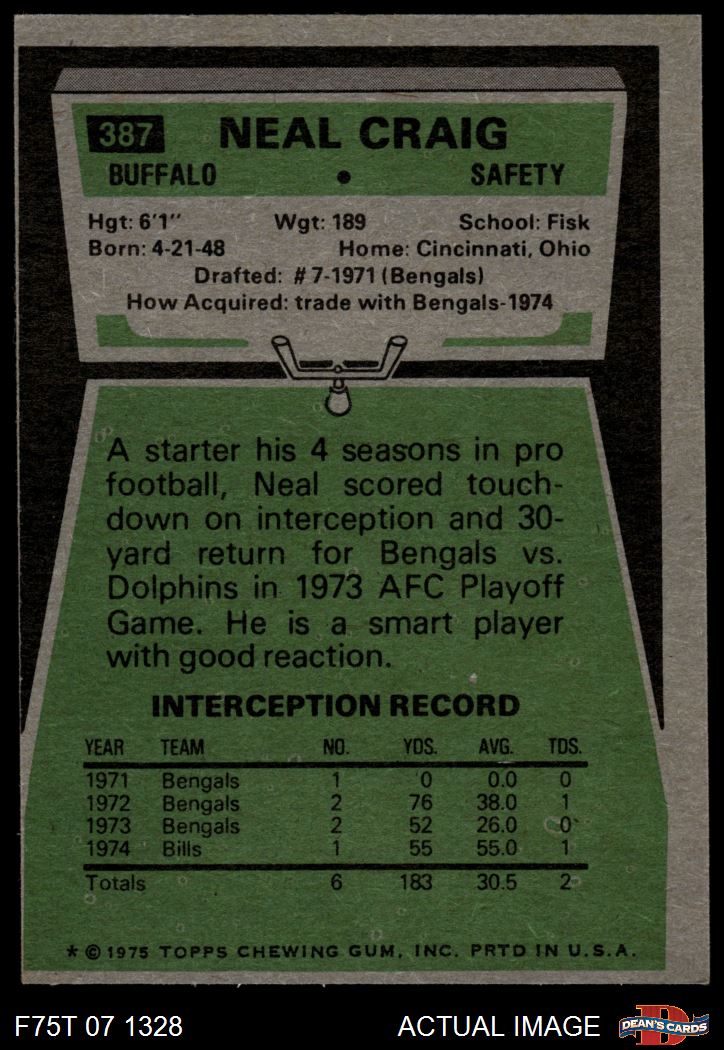 387 NEAL CRAIG
BUFFALO • SAFETY
Hgt: 6'1" Wgt: 189 School: Fisk
Born: 4-21-48 Home: Cincinnati, Ohio
Drafted: #7-1971 (Bengals)
How Acquired: trade with Bengals-1974
A starter his 4 seasons in pro
football, Neal scored touch-
down on interception and 30-
yard return for Bengals vs.
Dolphins in 1973 AFC Playoff
Game. He is a smart player
with good reaction.
INTERCEPTION RECORD
YEAR TEAM NO. YDS. AVG. TDS.
1971 Bengals 1 0 0.0 0
1972 Bengals 2 76 38.0 1
1973 Bengals 2 52 26.0 0
1974 Bills 1 55 55.0 1
Totals 6 183 30.5 2
* © 1975 TOPPS CHEWING GUM, INC. PRTD IN U.S.A.
F75T 07 1328 ACTUAL IMAGE D DEAN'S CARDS